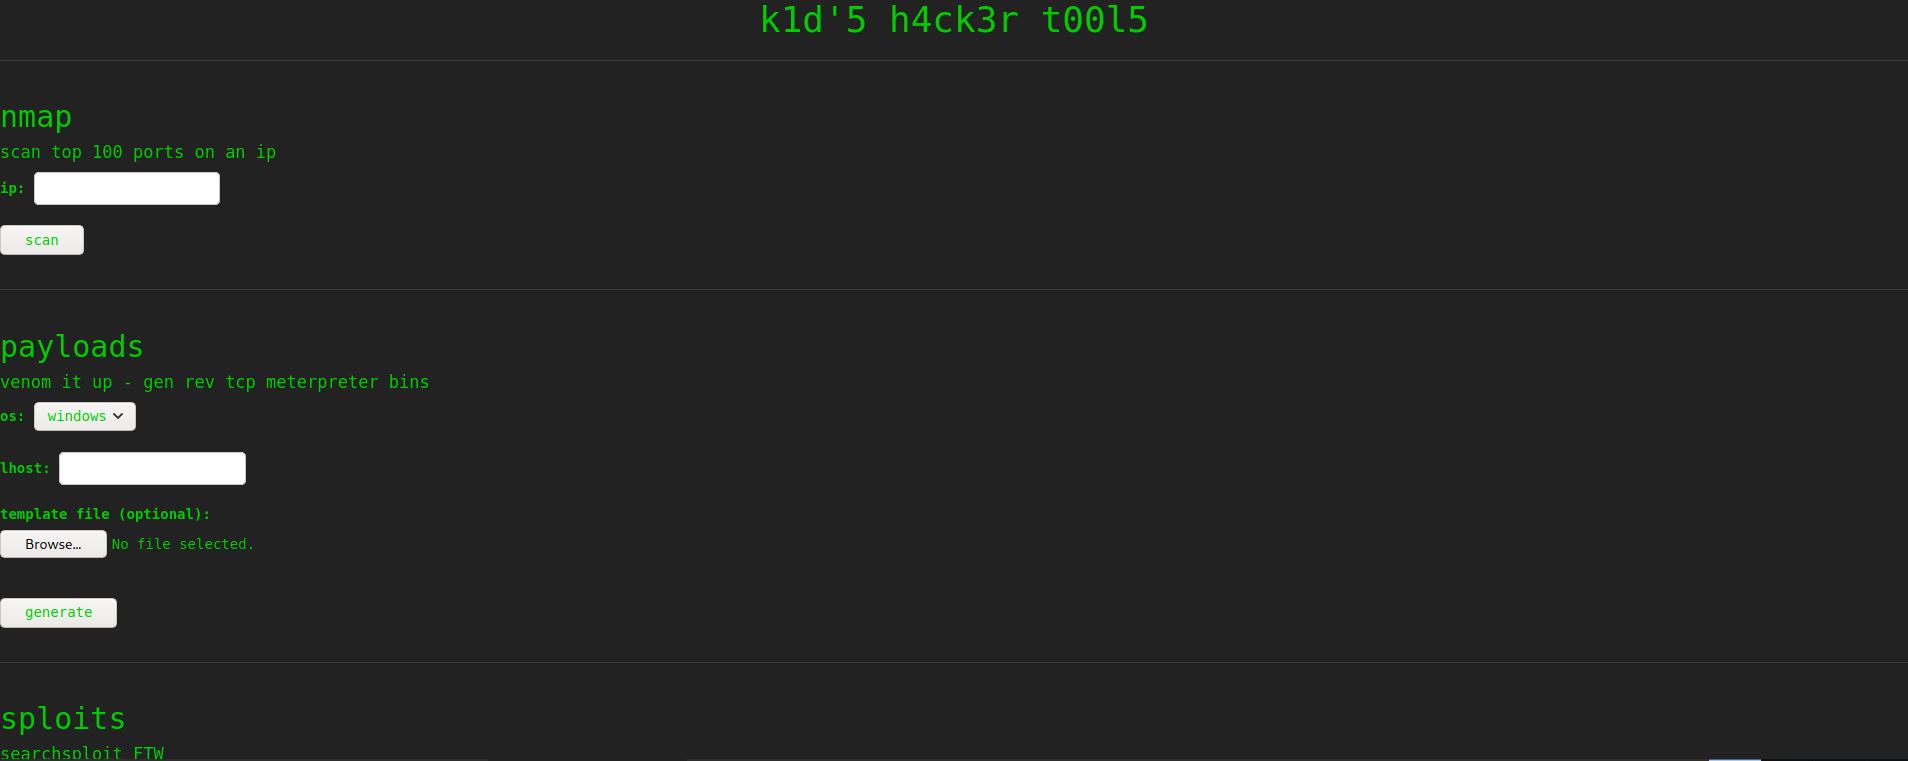 k1d'5 h4ck3r t00l5
nmap
scan top 100 ports on an ip
ip:
scan
payloads
venom it up - gen rev tcp meterpreter bins
os: windows
lhost:
template file (optional):
Browse... No file selected.
generate
sploits
searchsploit FTW